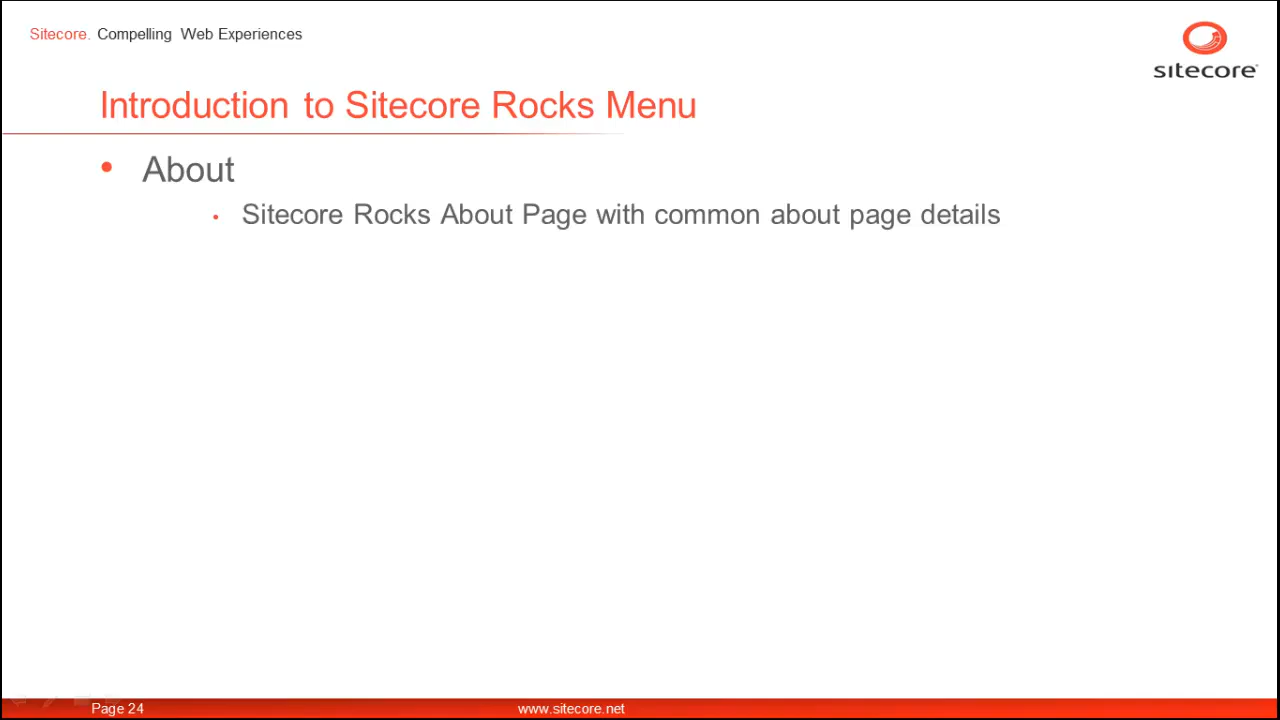 Sitecore. Compelling Web Experiences
sitecore
Introduction to Sitecore Rocks Menu
• About
• Sitecore Rocks About Page with common about page details
Page 24
www.sitecore.net